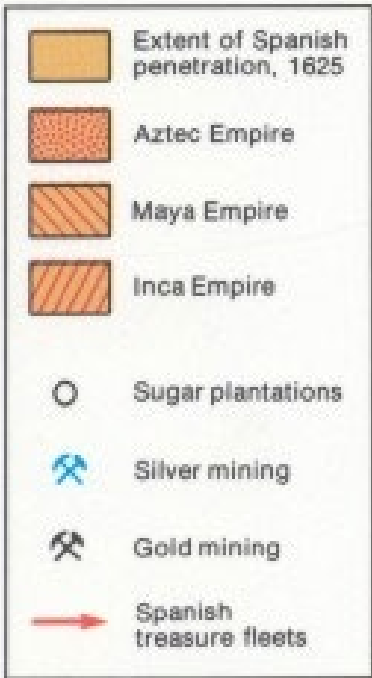 Extent of Spanish
penetration, 1625
Aztec Empire
Maya Empire
Inca Empire
Sugar plantations
Silver mining
Gold mining
Spanish
treasure fleets